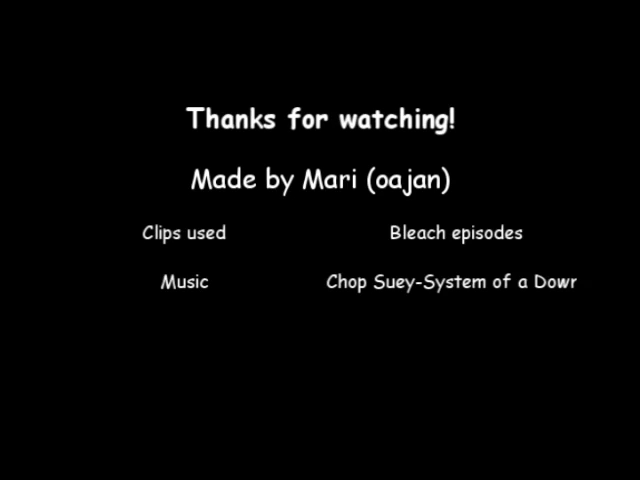 Thanks for watching!
Made by Mari (oajan)
Clips used Bleach episodes
Music Chop Suey-System of a Dowr